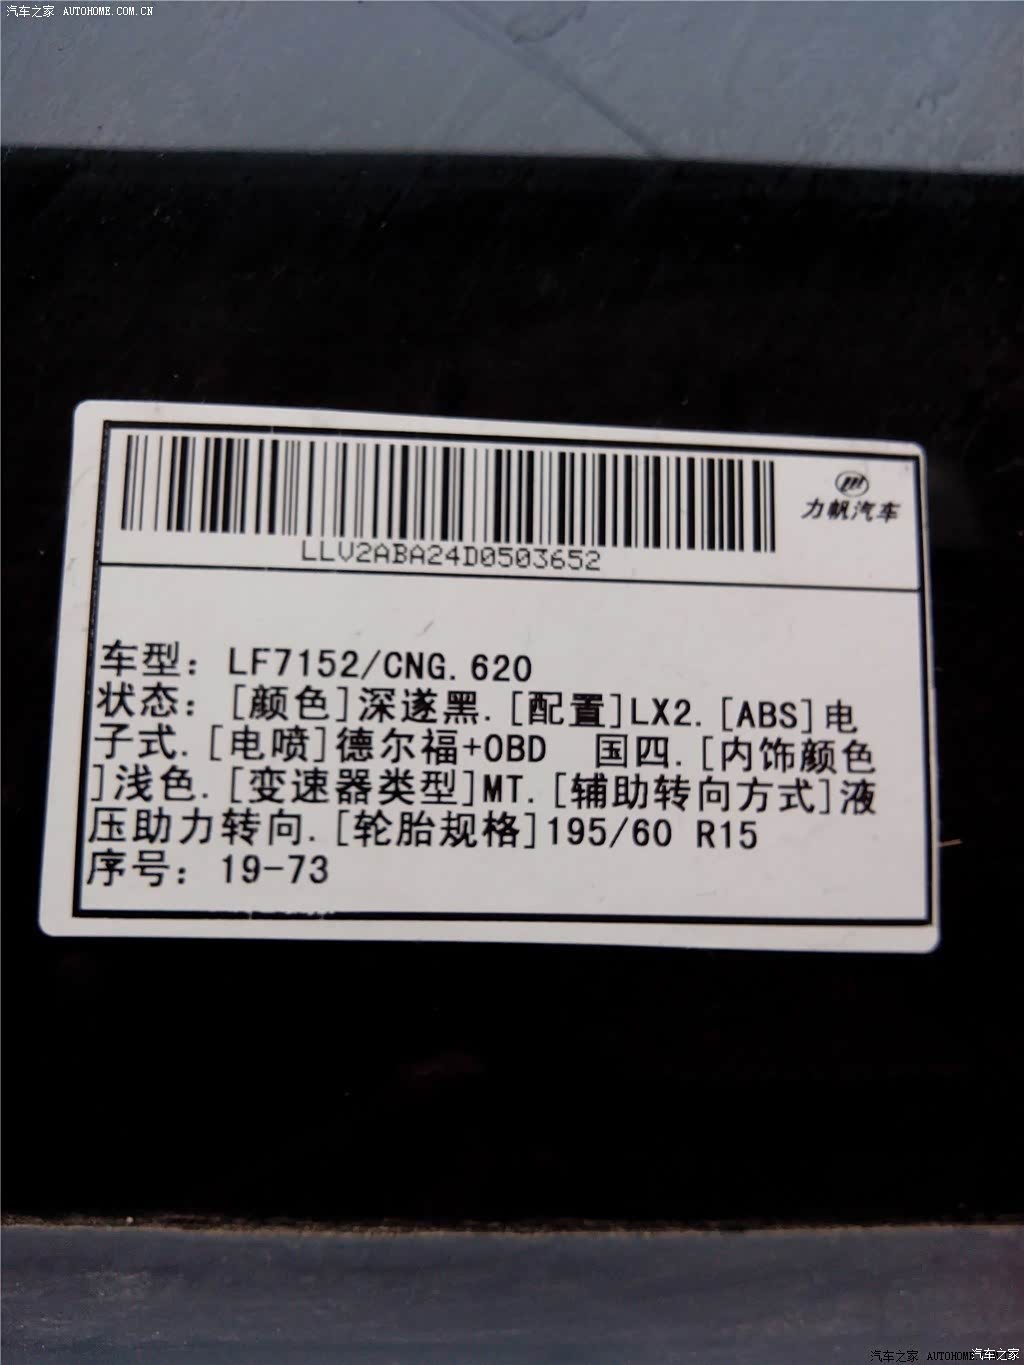 汽车之家 AUTOHOME.COM.CN
力帆汽车
LLV2ABA24D0503652
车型：LF7152/CNG.620
状态：[颜色]深遂黑.[配置]LX2.[ABS]电
子式.[电喷]德尔福+OBD 国四.[内饰颜色
]浅色.[变速器类型]MT.[辅助转向方式]液
压助力转向.[轮胎规格]195/60 R15
序号：19-73
汽车之家 AUTOHOME
汽车之家